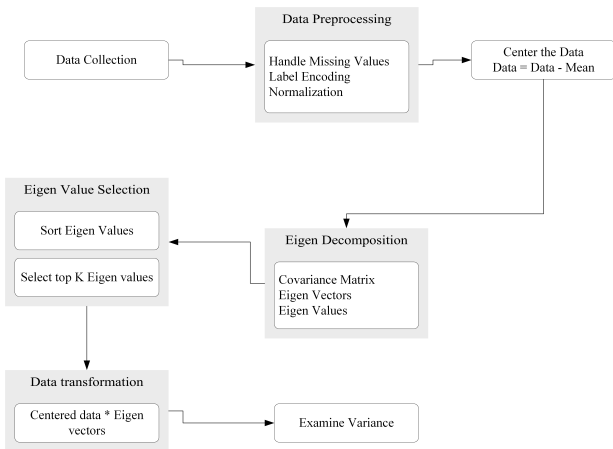 Data Preprocessing
Data Collection
Handle Missing Values
Label Encoding
Normalization
Center the Data
Data = Data - Mean
Eigen Value Selection
Sort Eigen Values
Select top K Eigen values
Eigen Decomposition
Covariance Matrix
Eigen Vectors
Eigen Values
Data transformation
Centered data * Eigen
vectors
Examine Variance